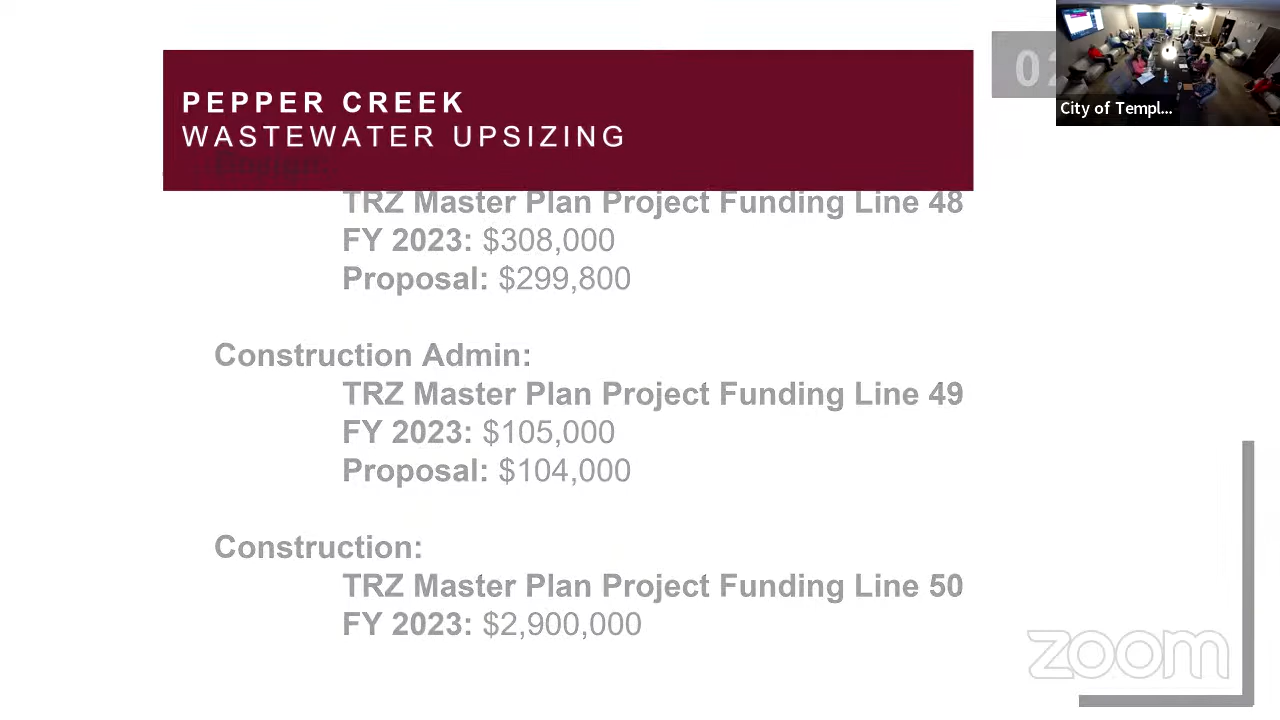 PEPPER CREEK
WASTEWATER UPSIZING
Design:
TRZ Master Plan Project Funding Line 48
FY 2023: $308,000
Proposal: $299,800
Construction Admin:
TRZ Master Plan Project Funding Line 49
FY 2023: $105,000
Proposal: $104,000
Construction:
TRZ Master Plan Project Funding Line 50
FY 2023: $2,900,000
City of Templ...
zoom